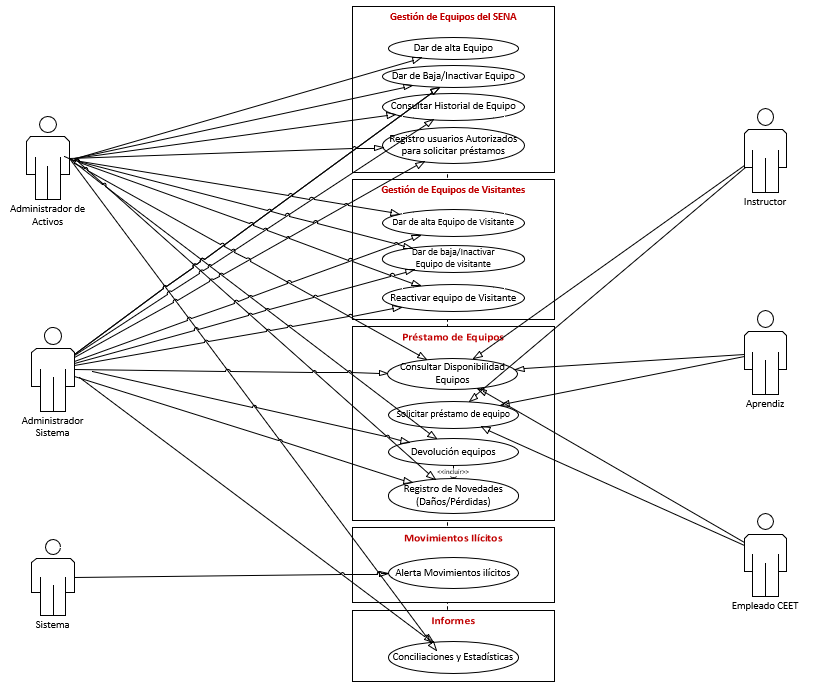 Gestión de Equipos del SENA
Dar de alta Equipo
Dar de Baja/Inactivar Equipo
Consultar Historial de Equipo
Registro usuarios Autorizados
para solicitar préstamos
Gestión de Equipos de Visitantes
Dar de alta Equipo de Visitante
Dar de baja/Inactivar
Equipo de visitante
Reactivar equipo de Visitante
Préstamo de Equipos
Consultar Disponibilidad
Equipos
Solicitar préstamo de equipo
Devolución equipos
<<incluir>>
Registro de Novedades
(Daños/Pérdidas)
Movimientos Ilícitos
Alerta Movimientos ilícitos
Informes
Conciliaciones y Estadísticas
Administrador de
Activos
Administrador
Sistema
Sistema
Instructor
Aprendiz
Empleado CEET